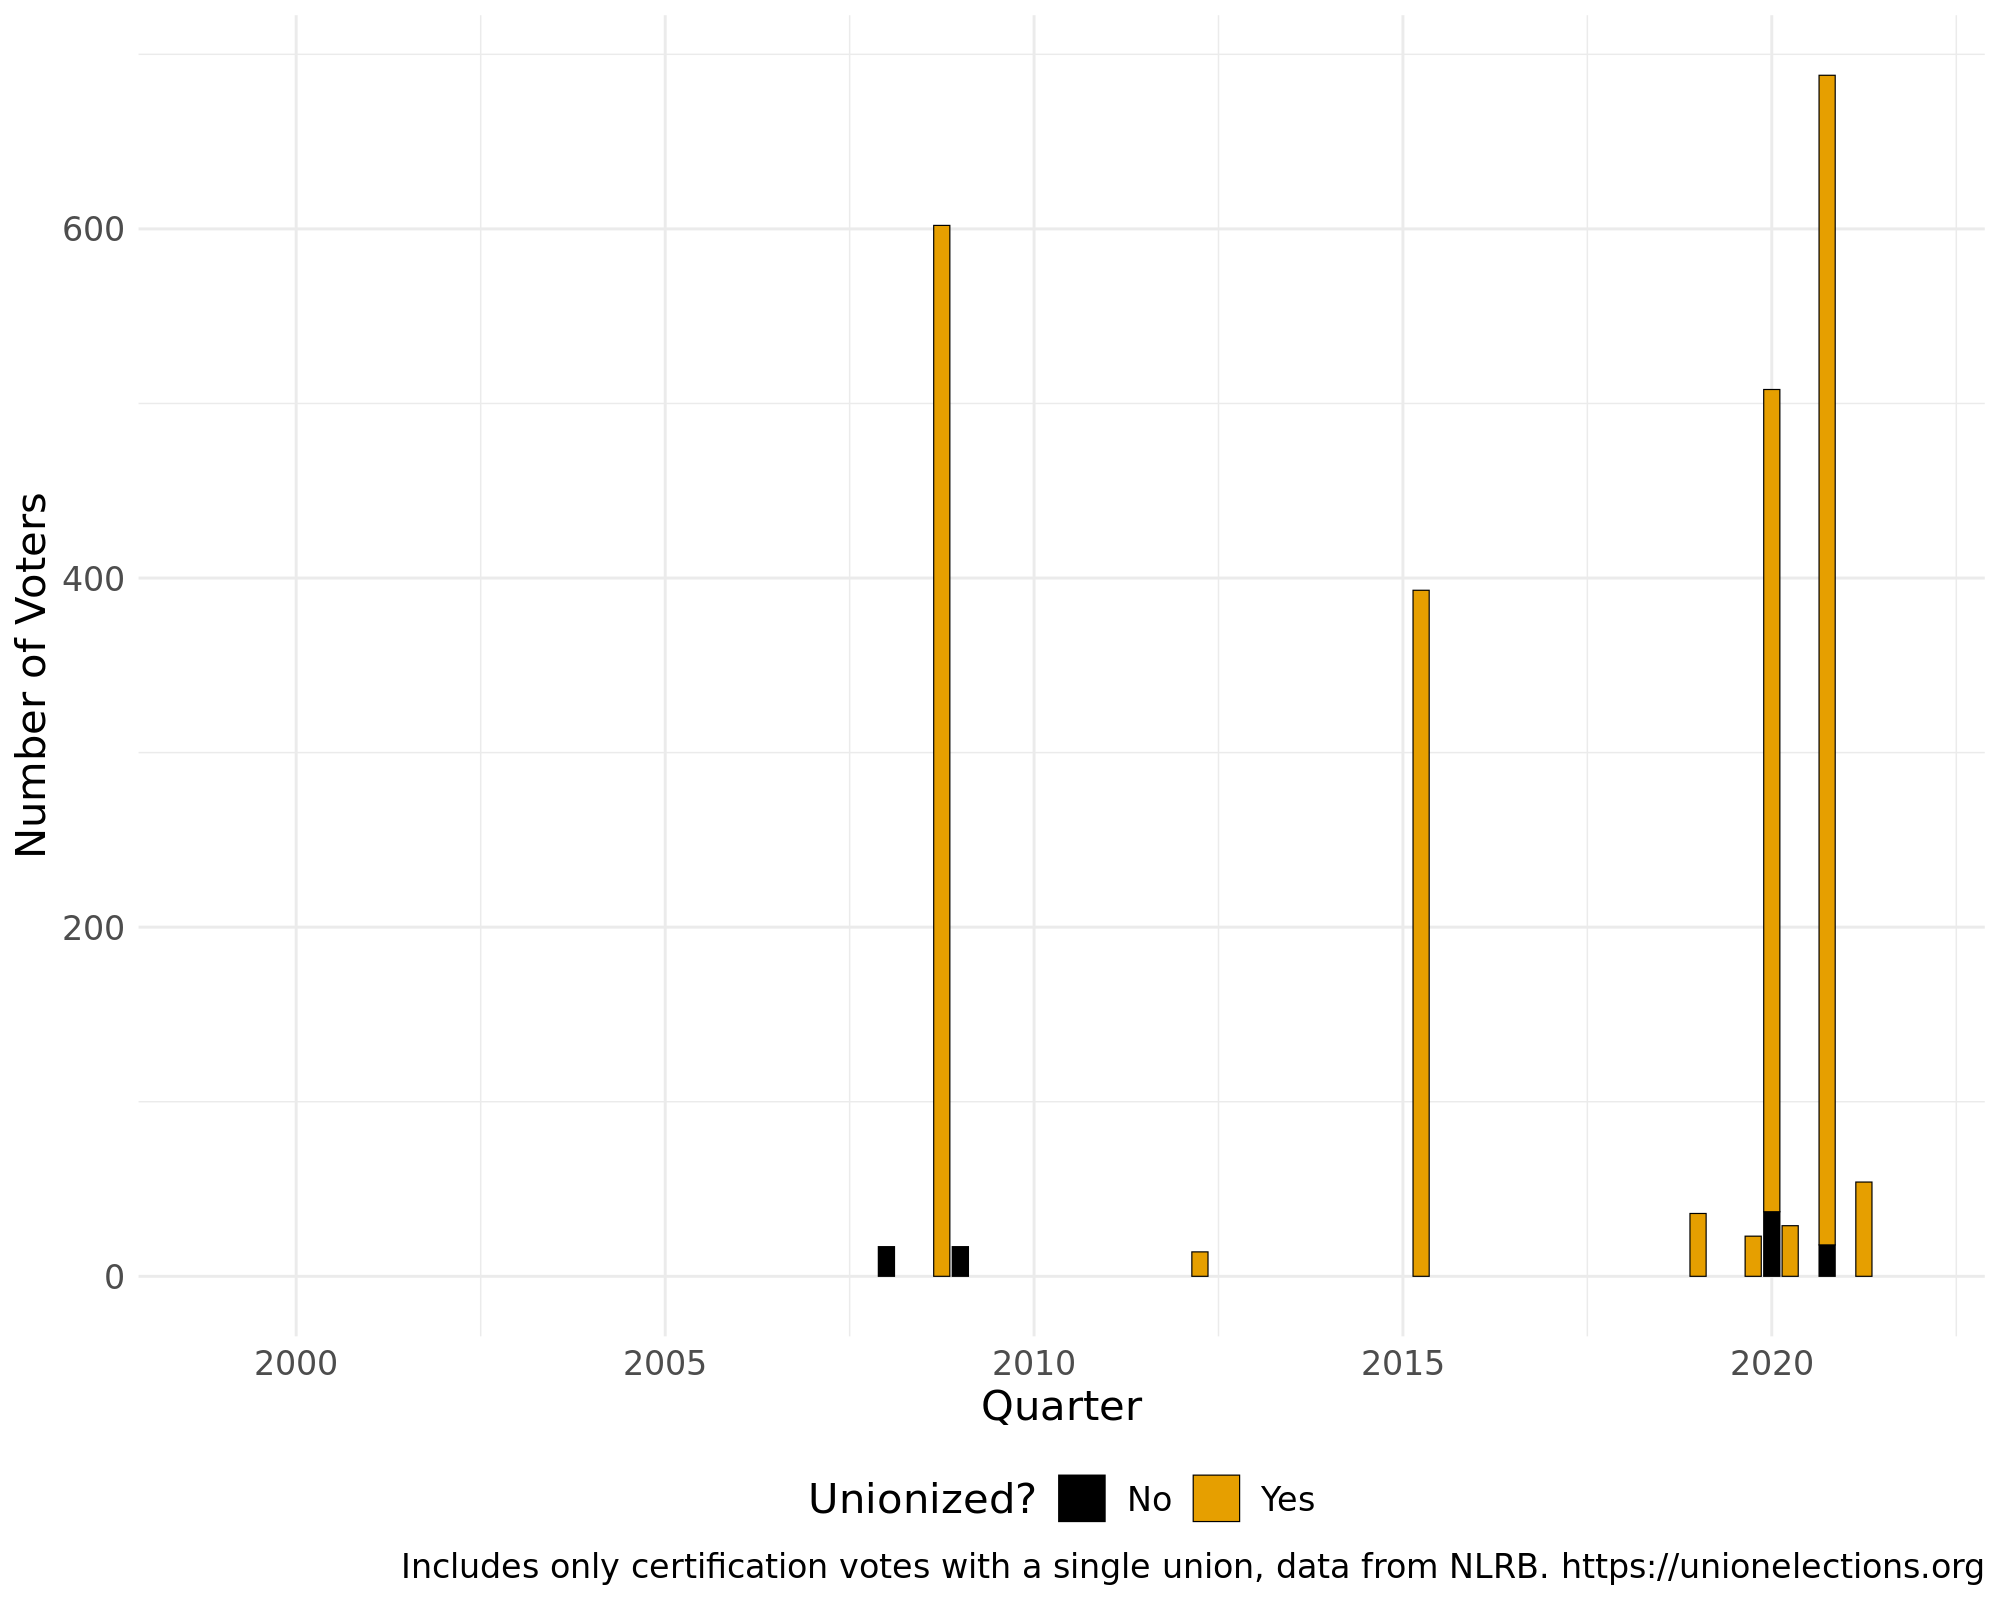 Number of Voters
600
400
200
0
2000 2005 2010 2015 2020
Quarter
Unionized? No Yes
Includes only certification votes with a single union, data from NLRB. https://unionelections.org